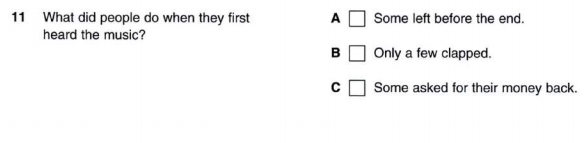 11 What did people do when they first
heard the music?
A Some left before the end.
B Only a few clapped.
C Some asked for their money back.